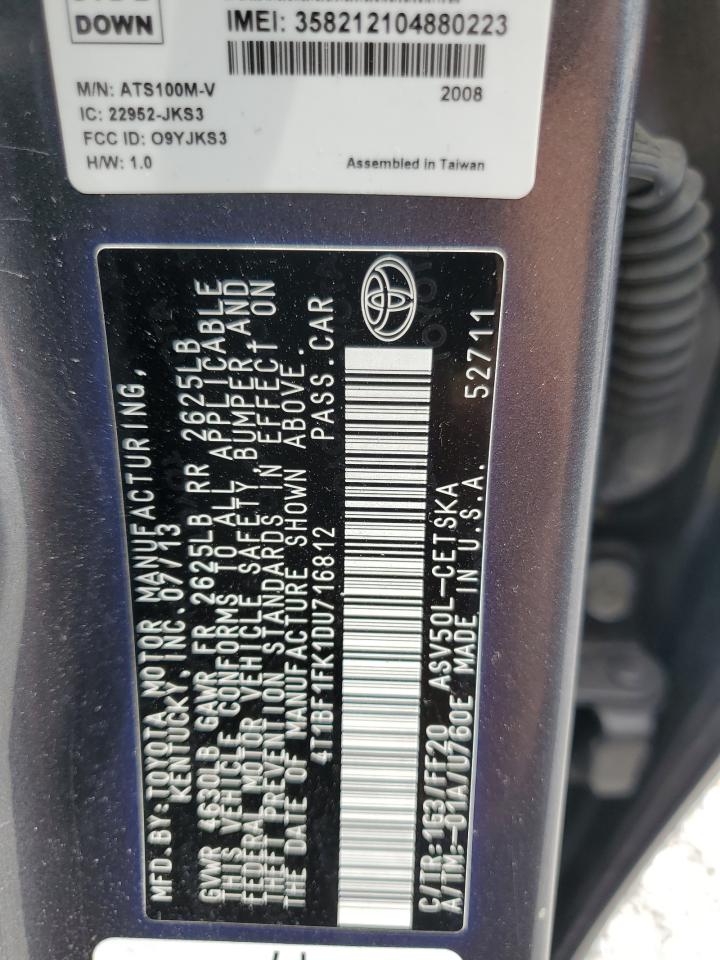 DOWN
IMEI: 358212104880223
M/N: ATS100M-V
2008
IC: 22952-JKS3
FCC ID: O9YJKS3
H/W: 1.0
Assembled in Taiwan
MFD. BY: TOYOTA MOTOR MANUFACTURING,
KENTUCKY, INC. 07/13
GVWR 4630LB GAWR FR 2625LB RR 2625LB
THIS VEHICLE CONFORMS TO ALL APPLICABLE
FEDERAL MOTOR VEHICLE SAFETY, BUMPER, AND
THEFT PREVENTION STANDARDS IN EFFECT ON
THE DATE OF MANUFACTURE SHOWN ABOVE.
4T1BF1FK1DU716812 PASS. CAR
C/TR: 1G3/FT20 ASV50L-CETSKA
A/TM: -01A/U760E MADE IN U.S.A. 52711